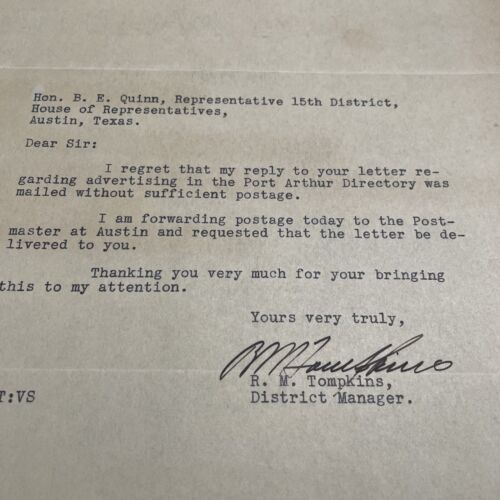 Hon. B. E. Quinn, Representative 15th District,
House of Representatives,
Austin, Texas.
Dear Sir:
I regret that my reply to your letter re-
garding advertising in the Port Arthur Directory was
mailed without sufficient postage.
I am forwarding postage today to the Post-
master at Austin and requested that the letter be de-
livered to you.
Thanking you very much for your bringing
this to my attention.
Yours very truly,
R M Tompkins
R. M. Tompkins,
District Manager.
T:VS